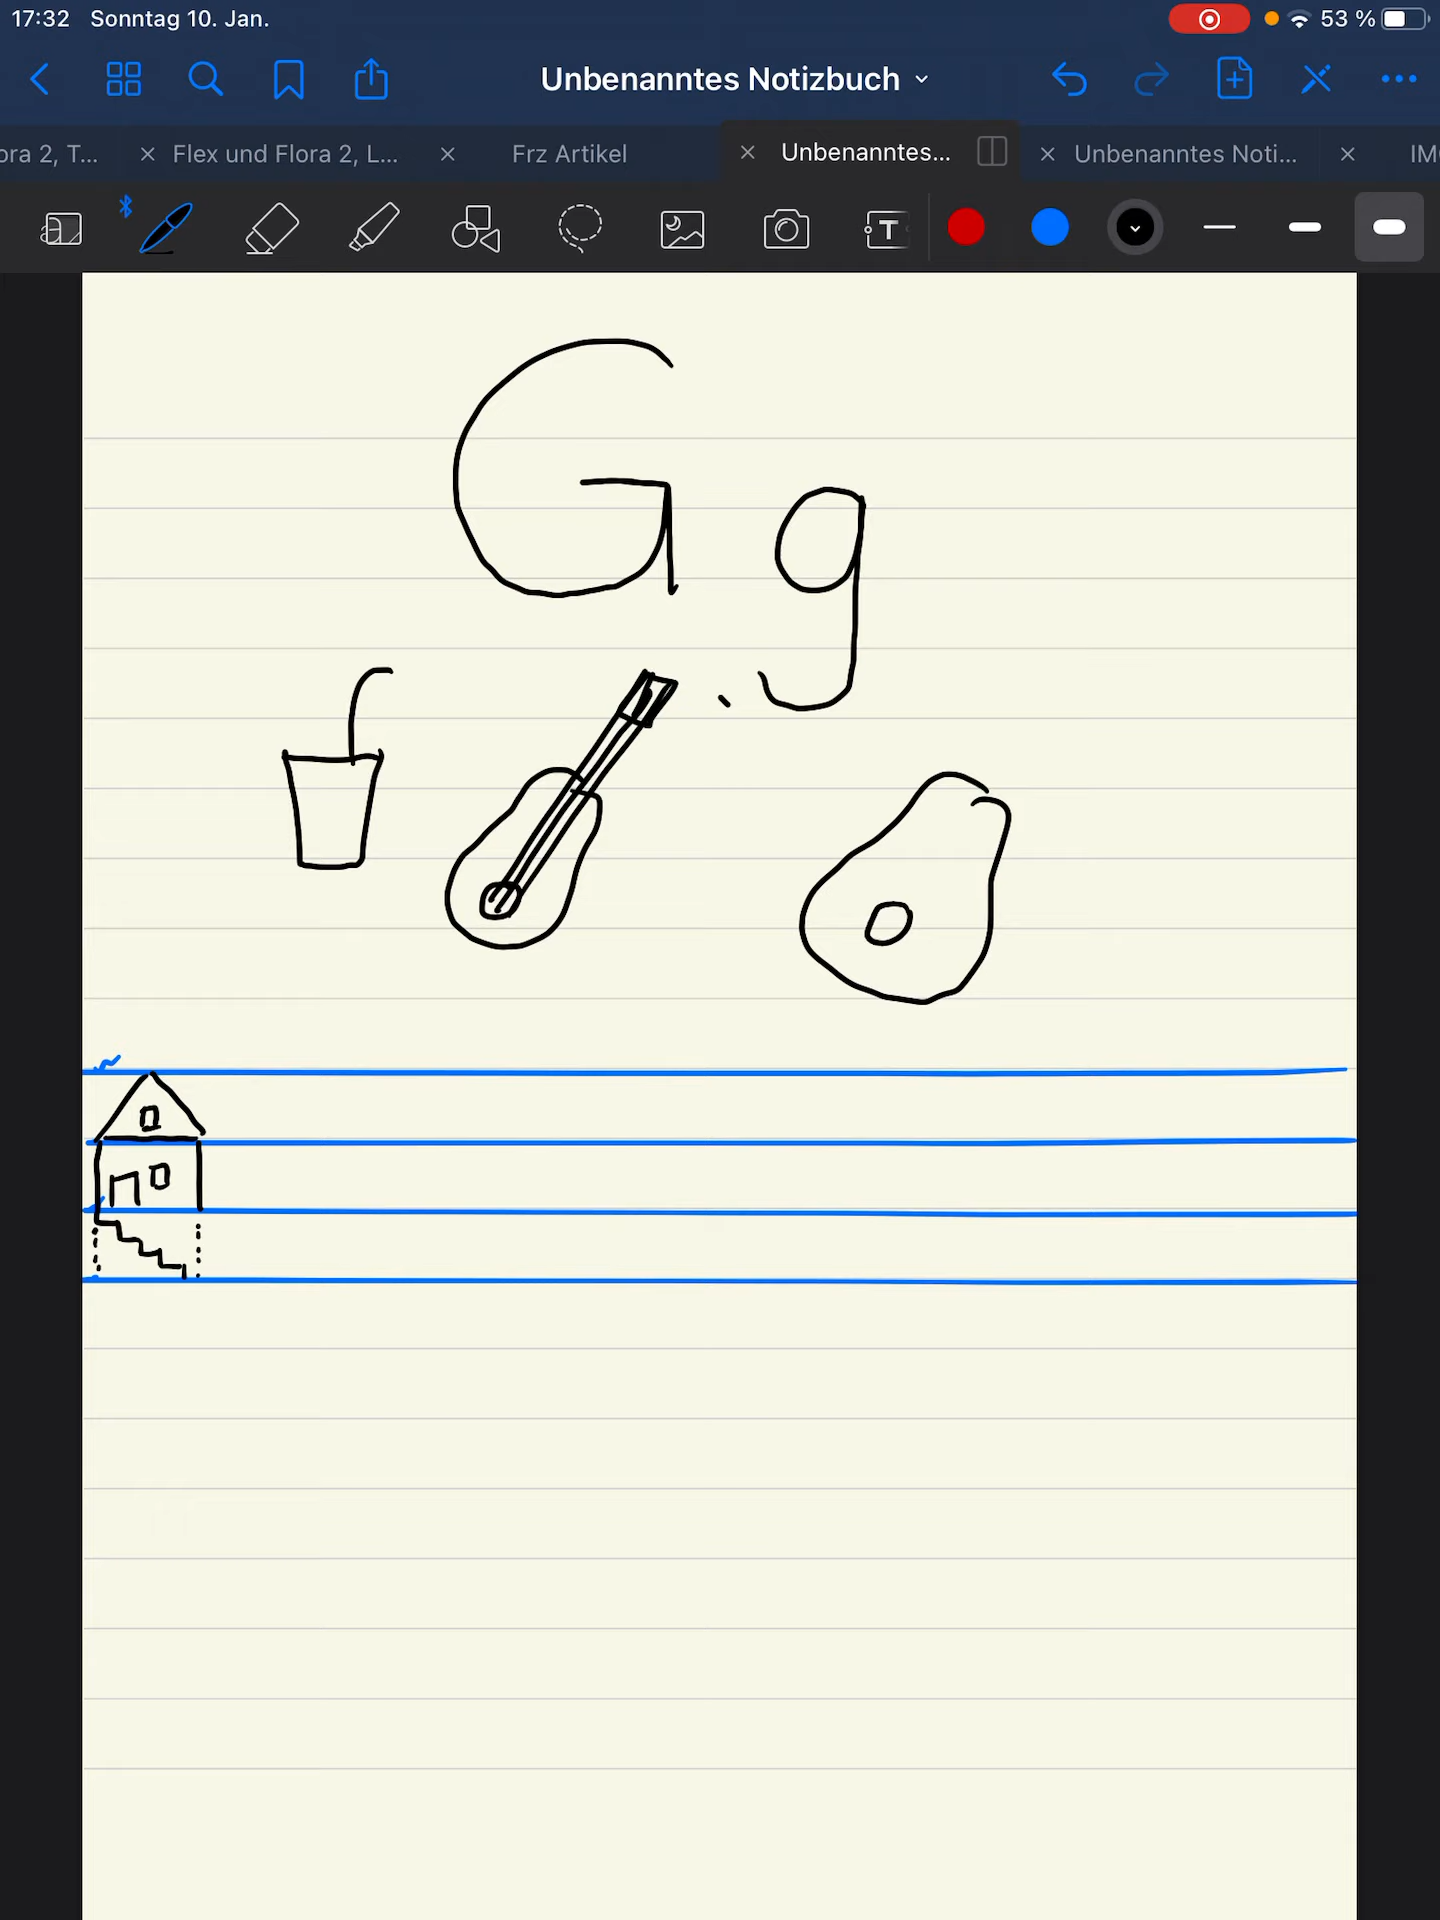 17:32 Sonntag 10. Jan. 53 %
Unbenanntes Notizbuch
ora 2, T... Flex und Flora 2, L... Frz Artikel Unbenanntes... Unbenanntes Noti... IM
T
G g